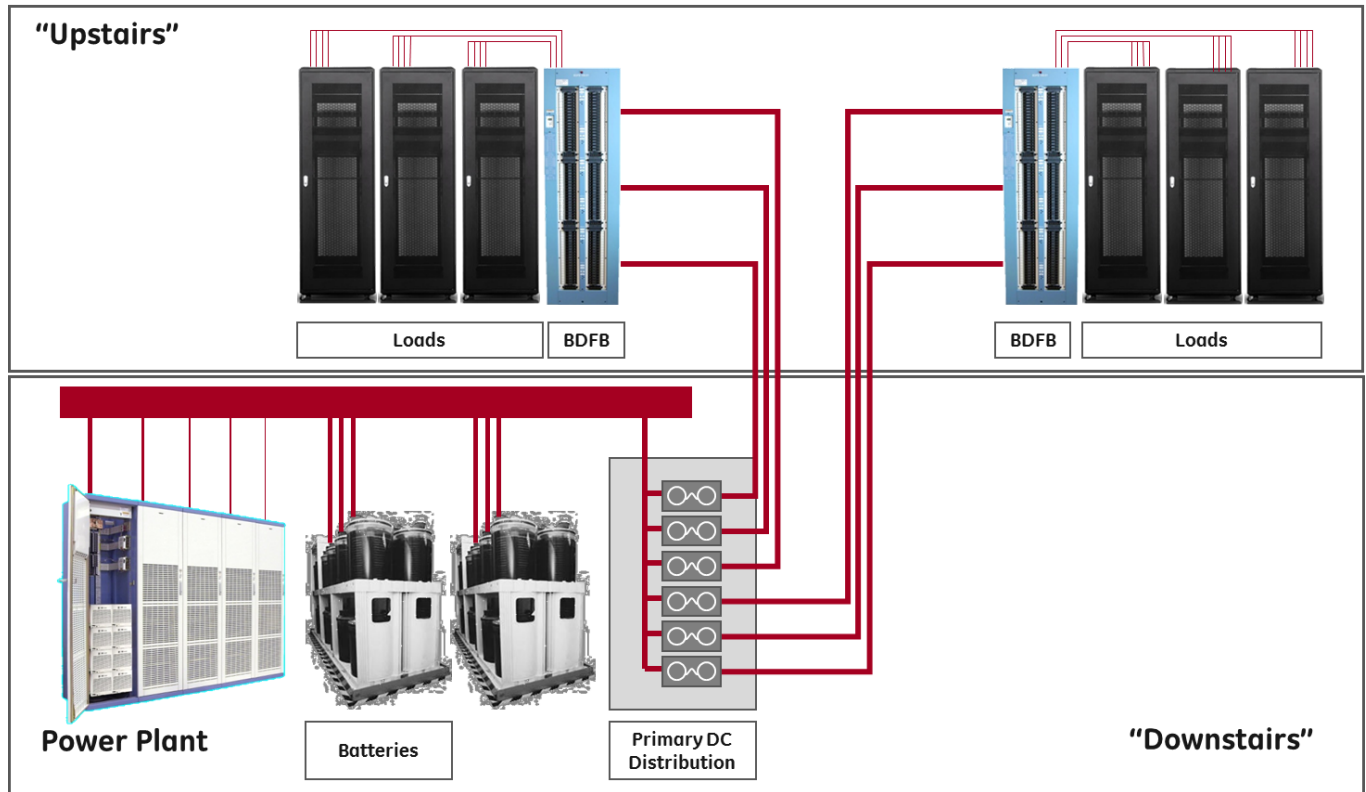 “Upstairs”
Loads
BDFB
BDFB
Loads
Power Plant
Batteries
Primary DC
Distribution
“Downstairs”